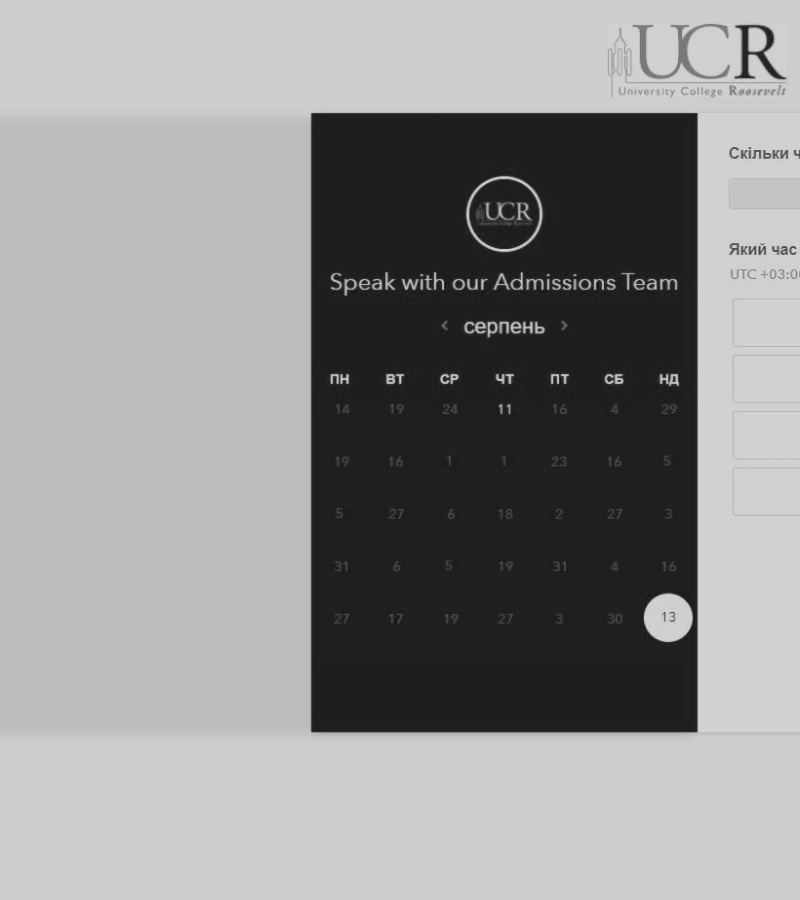 UCR
University College Roosevelt
Скільки ч
UCR
Speak with our Admissions Team
Який час
UTC +03:00
‹ серпень ›
ПН ВТ СР ЧТ ПТ СБ НД
14 19 24 11 16 4 29
19 16 1 1 23 16 5
5 27 6 18 2 27 3
31 6 5 19 31 4 16
27 17 19 27 3 30 13